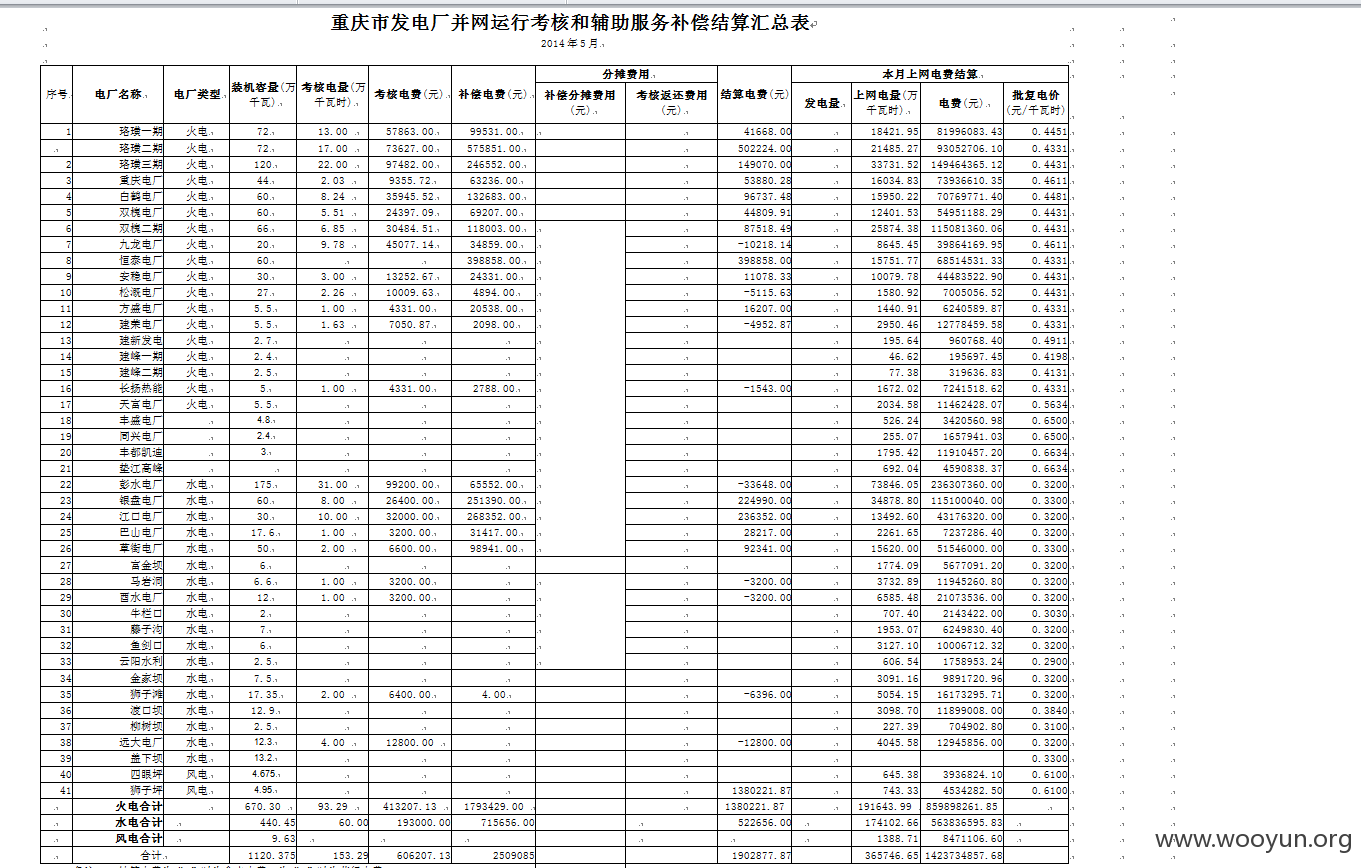 重庆市发电厂并网运行考核和辅助服务补偿结算汇总表
2014年5月
序号 电厂名称 电厂类型 装机容量(万千瓦) 考核电量(万千瓦时) 考核电费(元) 补偿电费(元) 分摊费用 结算电费(元) 本月上网电费结算
补偿分摊费用(元) 考核返还费用(元) 发电量 上网电量(万千瓦时) 电费(元) 批复电价(元/千瓦时)
1 珞璜一期 火电 72 13.00 57863.00 99531.00 41668.00 18421.95 81996083.43 0.4451
珞璜二期 火电 72 17.00 73627.00 575851.00 502224.00 21485.27 93052706.10 0.4331
2 珞璜三期 火电 120 22.00 97482.00 246552.00 149070.00 33731.52 149464365.12 0.4431
3 重庆电厂 火电 44 2.03 9355.72 63236.00 53880.28 16034.83 73936610.35 0.4611
4 白鹤电厂 火电 60 8.24 35945.52 132683.00 96737.48 15950.22 70769771.40 0.4481
5 双槐电厂 火电 60 5.51 24397.09 69207.00 44809.91 12401.53 54951188.29 0.4431
6 双槐二期 火电 66 6.85 30484.51 118003.00 87518.49 25874.38 115081360.06 0.4431
7 九龙电厂 火电 20 9.78 45077.14 34859.00 -10218.14 8645.45 39864169.95 0.4611
8 恒泰电厂 火电 60 398858.00 398858.00 15751.77 68514531.33 0.4331
9 安稳电厂 火电 30 3.00 13252.67 24331.00 11078.33 10079.78 44483522.90 0.4431
10 松溉电厂 火电 27 2.26 10009.63 4894.00 -5115.63 1580.92 7005056.52 0.4431
11 方盛电厂 火电 5.5 1.00 4331.00 20538.00 16207.00 1440.91 6240589.87 0.4331
12 建荣电厂 火电 5.5 1.63 7050.87 2098.00 -4952.87 2950.46 12778459.58 0.4331
13 建新发电 火电 2.7 195.64 960768.40 0.4911
14 建峰一期 火电 2.4 46.62 195697.45 0.4198
15 建峰二期 火电 2.5 77.38 319636.83 0.4131
16 长扬热能 火电 5 1.00 4331.00 2788.00 -1543.00 1672.02 7241518.62 0.4331
17 天富电厂 火电 5.5 2034.58 11462428.07 0.5634
18 丰盛电厂 4.8 526.24 3420560.98 0.6500
19 同兴电厂 2.4 255.07 1657941.03 0.6500
20 丰都凯迪 3 1795.42 11910457.20 0.6634
21 垫江高峰 692.04 4590838.37 0.6634
22 彭水电厂 水电 175 31.00 99200.00 65552.00 -33648.00 73846.05 236307360.00 0.3200
23 银盘电厂 水电 60 8.00 26400.00 251390.00 224990.00 34878.80 115100040.00 0.3300
24 江口电厂 水电 30 10.00 32000.00 268352.00 236352.00 13492.60 43176320.00 0.3200
25 巴山电厂 水电 17.6 1.00 3200.00 31417.00 28217.00 2261.65 7237286.40 0.3200
26 草街电厂 水电 50 2.00 6600.00 98941.00 92341.00 15620.00 51546000.00 0.3300
27 富金坝 水电 6 1774.09 5677091.20 0.3200
28 马岩洞 水电 6.6 1.00 3200.00 -3200.00 3732.89 11945260.80 0.3200
29 酉水电厂 水电 12 1.00 3200.00 -3200.00 6585.48 21073536.00 0.3200
30 牛栏口 水电 2 707.40 2143422.00 0.3030
31 藤子沟 水电 7 1953.07 6249830.40 0.3200
32 鱼剑口 水电 6 3127.10 10006712.32 0.3200
33 云阳水利 水电 2.5 606.54 1758953.24 0.2900
34 金家坝 水电 7.5 3091.16 9891720.96 0.3200
35 狮子滩 水电 17.35 2.00 6400.00 4.00 -6396.00 5054.15 16173295.71 0.3200
36 渡口坝 水电 12.9 3098.70 11899008.00 0.3840
37 柳树坝 水电 2.5 227.39 704902.80 0.3100
38 远大电厂 水电 12.3 4.00 12800.00 -12800.00 4045.58 12945856.00 0.3200
39 盖下坝 水电 13.2 0.3300
40 四眼坪 风电 4.675 645.38 3936824.10 0.6100
41 狮子坪 风电 4.95 1380221.87 743.33 4534282.50 0.6100
火电合计 670.30 93.29 413207.13 1793429.00 1380221.87 191643.99 859898261.85
水电合计 440.45 60.00 193000.00 715656.00 522656.00 174102.66 563836595.83
风电合计 9.63 1388.71 8471106.60
合计 1120.375 153.29 606207.13 2509085 1902877.87 365746.65 1423734857.68
www.wooyun.org